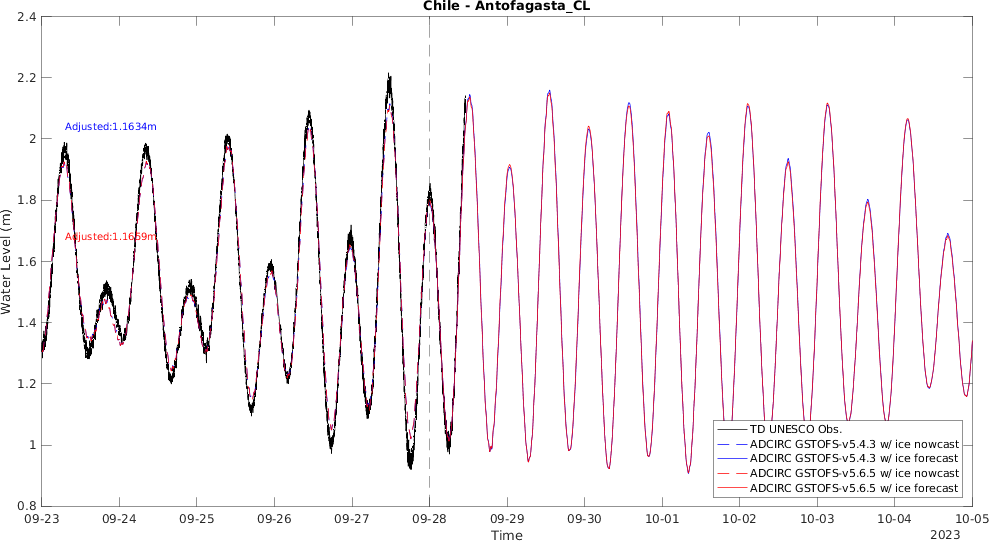 Chile - Antofagasta_CL
2.4
2.2
2
1.8
1.6
1.4
1.2
1
0.8
Water Level (m)
Adjusted:1.1634m
Adjusted:1.1659m
TD UNESCO Obs.
ADCIRC GSTOFS-v5.4.3 w/ ice nowcast
ADCIRC GSTOFS-v5.4.3 w/ ice forecast
ADCIRC GSTOFS-v5.6.5 w/ ice nowcast
ADCIRC GSTOFS-v5.6.5 w/ ice forecast
09-23 09-24 09-25 09-26 09-27 09-28 09-29 09-30 10-01 10-02 10-03 10-04 10-05
Time
2023